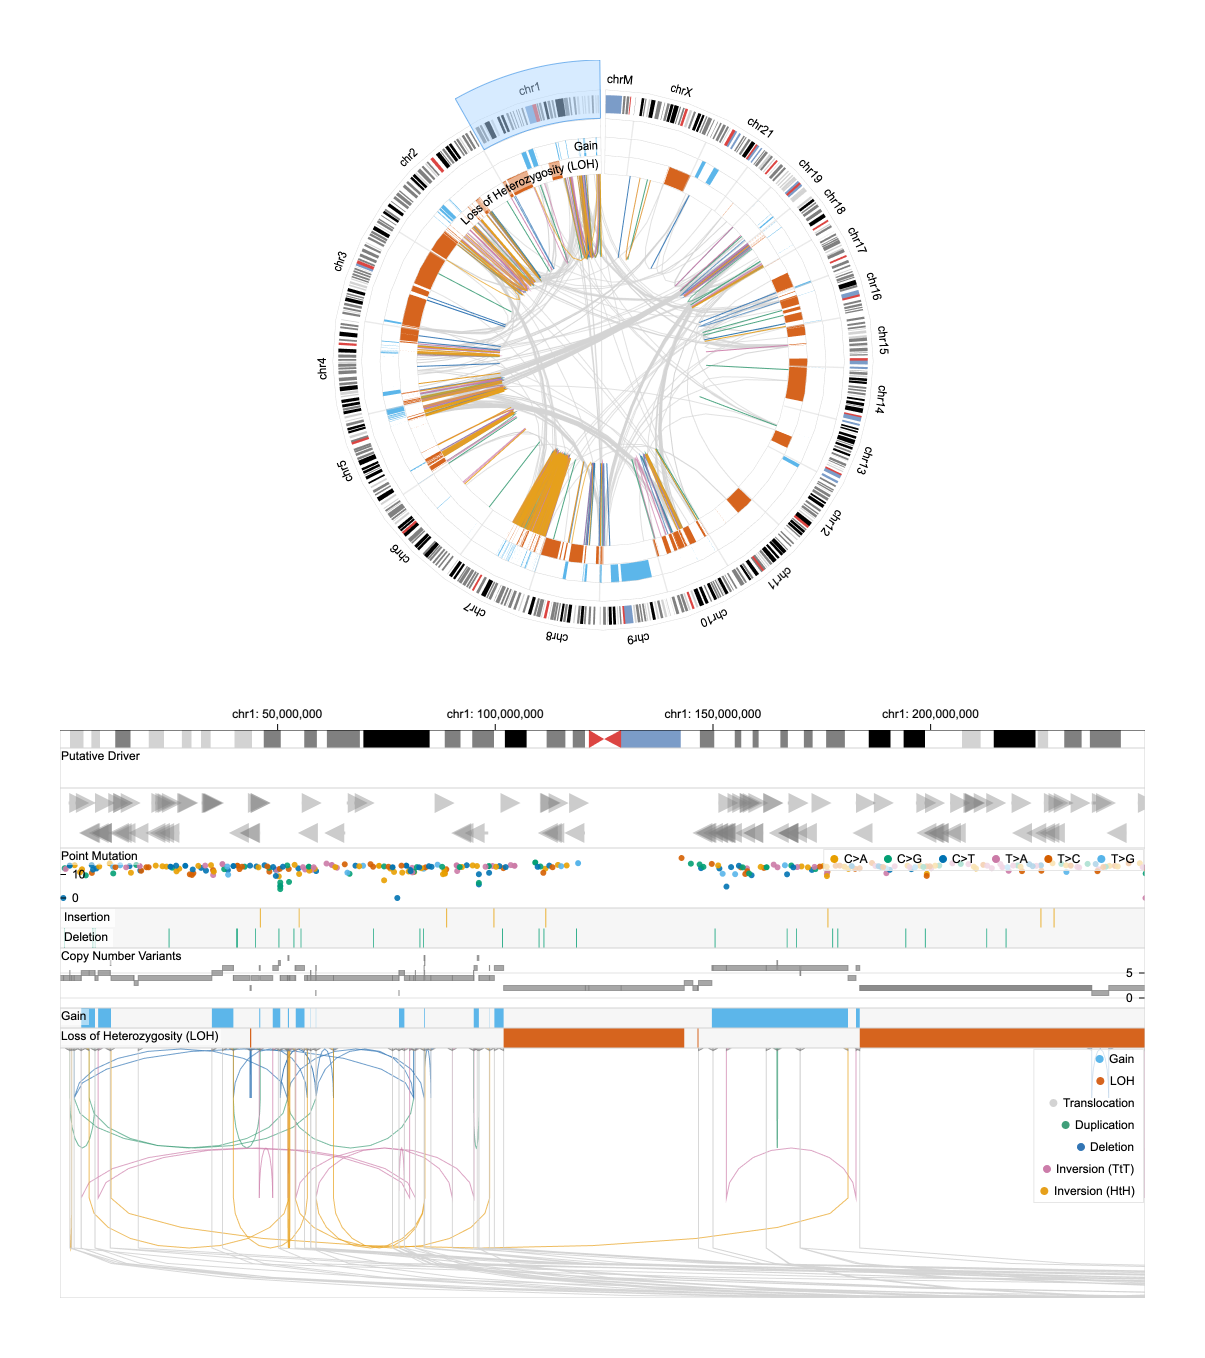 chrM
chrX
chr21
chr19
chr18
chr17
chr16
chr15
chr14
chr13
chr12
chr11
chr10
chr9
chr8
chr7
chr6
chr5
chr4
chr3
chr2
chr1
Gain
Loss of Heterozygosity (LOH)
chr1: 50,000,000 chr1: 100,000,000 chr1: 150,000,000 chr1: 200,000,000
Putative Driver
Point Mutation
C>A C>G C>T T>A T>C T>G
10
0
Insertion
Deletion
Copy Number Variants
5
0
Gain
Loss of Heterozygosity (LOH)
Gain
LOH
Translocation
Duplication
Deletion
Inversion (TtT)
Inversion (HtH)